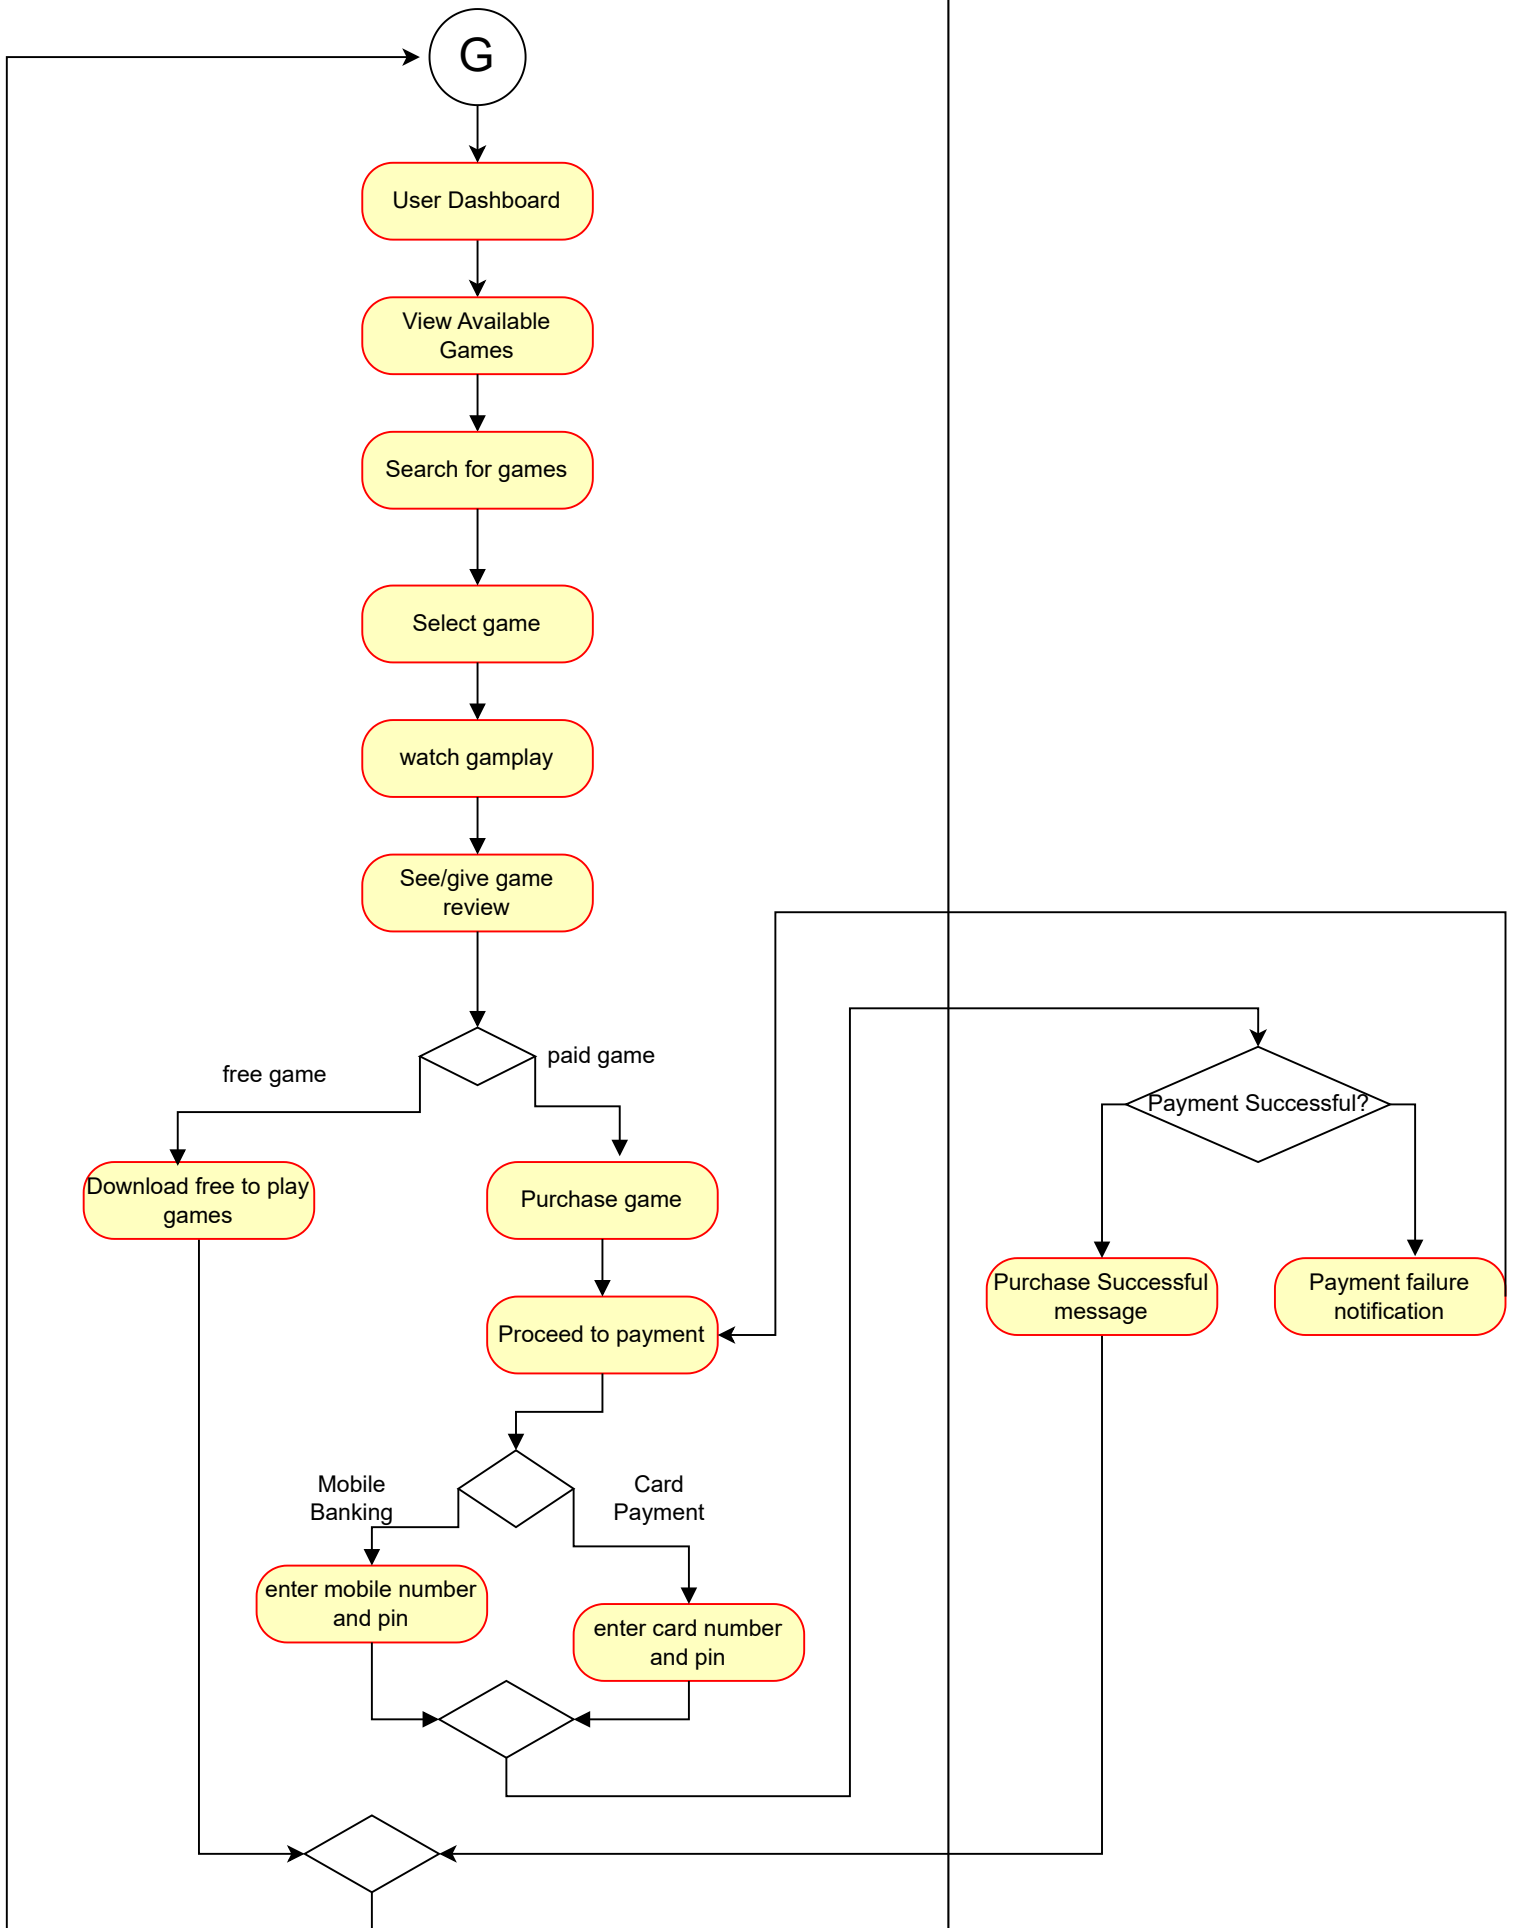 G
User Dashboard
View Available
Games
Search for games
Select game
watch gamplay
See/give game
review
free game
paid game
Payment Successful?
Download free to play
games
Purchase game
Purchase Successful
message
Payment failure
notification
Proceed to payment
Mobile
Banking
Card
Payment
enter mobile number
and pin
enter card number
and pin